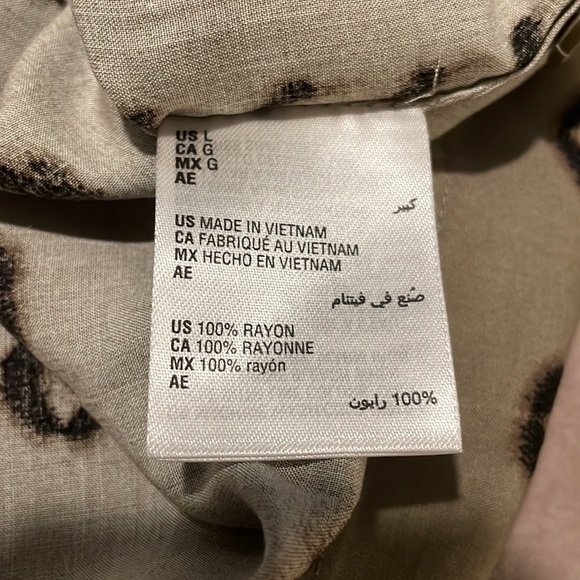 US L
CA G
MX G
AE
كبير
US MADE IN VIETNAM
CA FABRIQUÉ AU VIETNAM
MX HECHO EN VIETNAM
AE
صُنع في فيتنام
US 100% RAYON
CA 100% RAYONNE
MX 100% rayón
AE
100% رايون